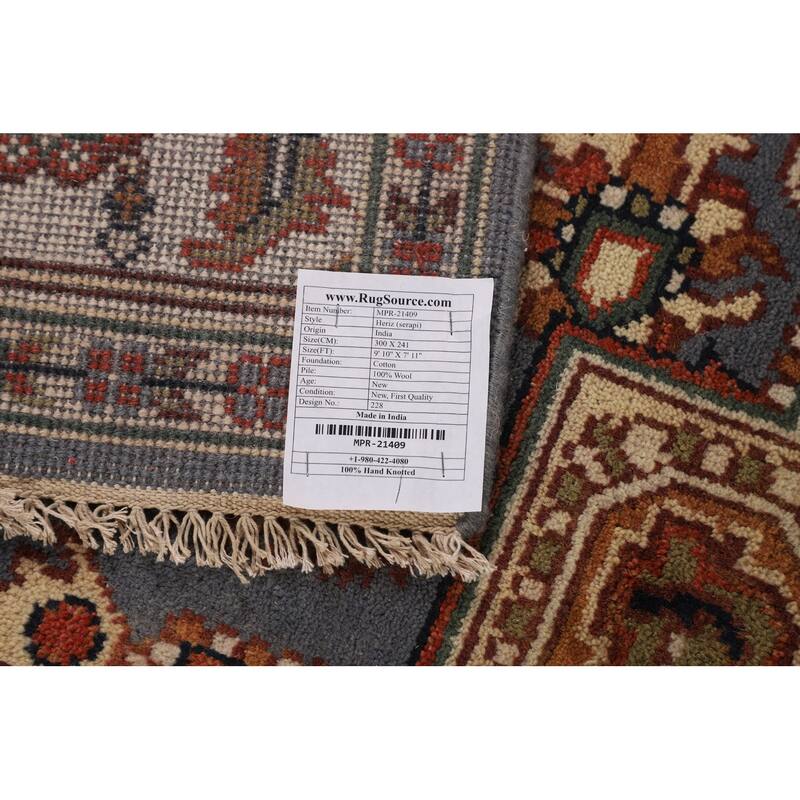 www.RugSource.com
Item Number: MPR-21409
Style Heriz (serapi)
Origin India
Size(CM): 300 X 241
Size(FT): 9' 10" X 7' 11"
Foundation: Cotton
Pile: 100% Wool
Age: New
Condition: New, First Quality
Design No.: 228
Made in India
MPR-21409
+1-980-422-4080
100% Hand Knotted